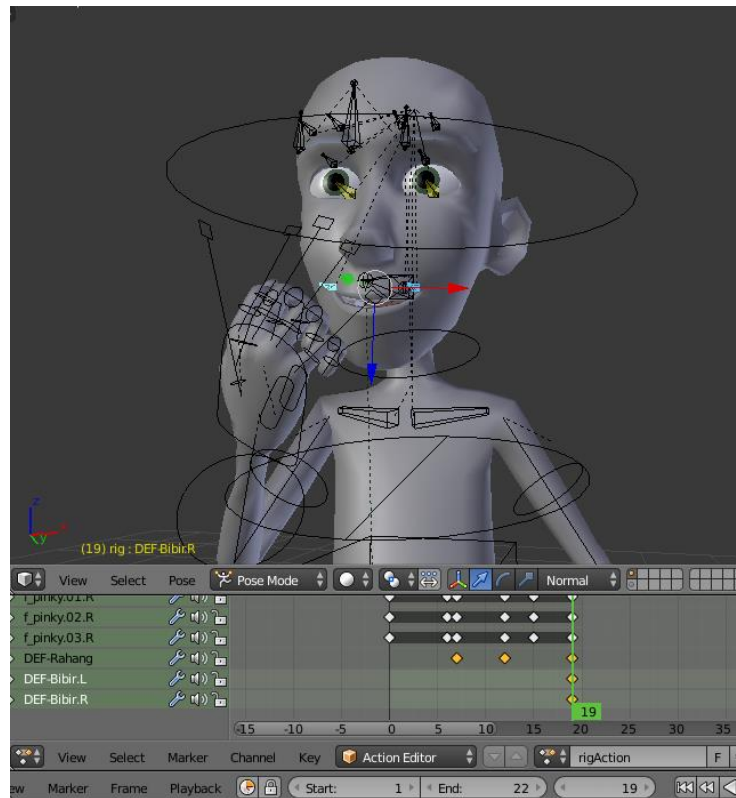 z
x
y
(19) rig : DEF-Bibir.R
View Select Pose Pose Mode Normal
f_pinky.01.R
f_pinky.02.R
f_pinky.03.R
DEF-Rahang
DEF-Bibir.L
DEF-Bibir.R
19
-15 -10 -5 0 5 10 15 20 25 30 35
View Select Marker Channel Key Action Editor rigAction F
Marker Frame Playback Start: 1 End: 22 19